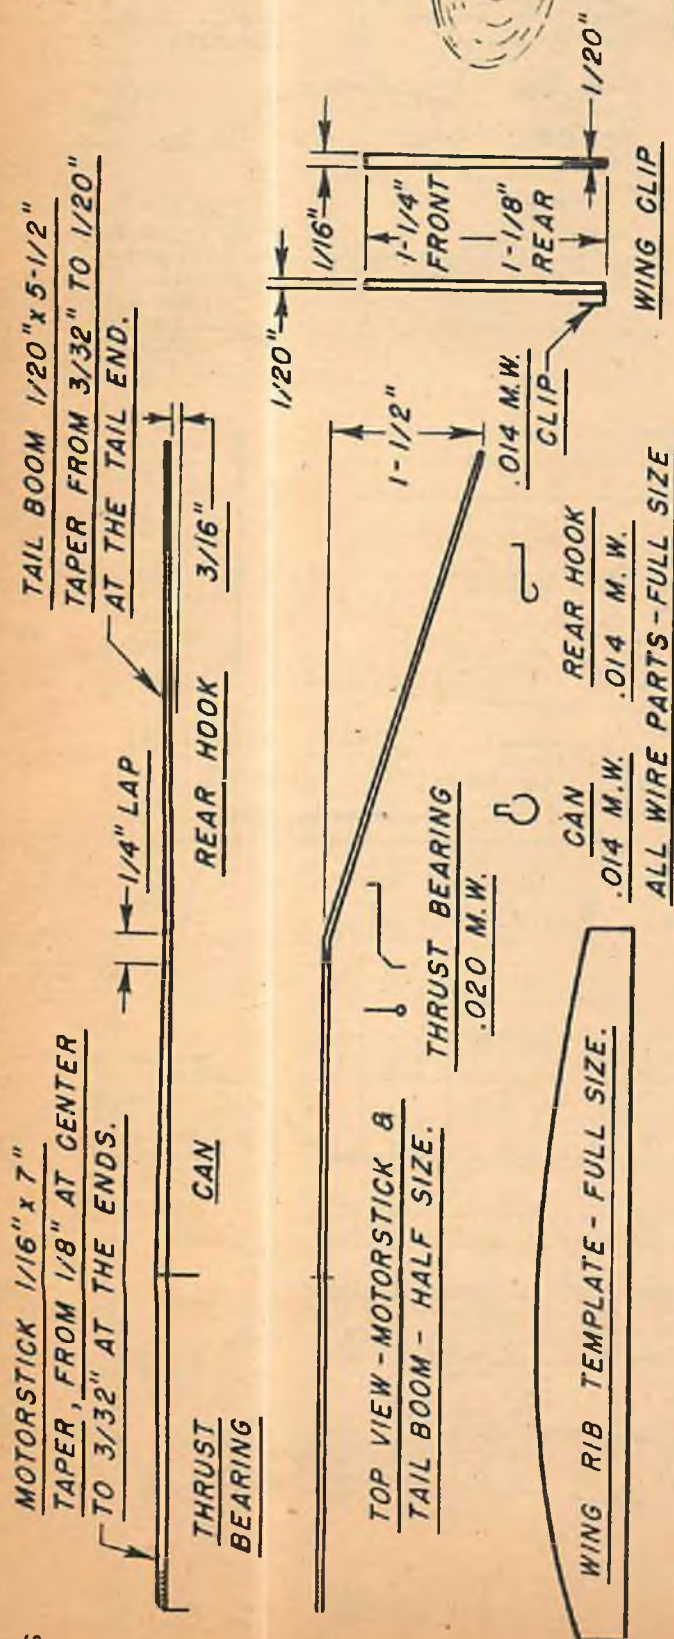 MOTORSTICK 1/16" x 7"
TAPER, FROM 1/8" AT CENTER
TO 3/32" AT THE ENDS.
TAIL BOOM 1/20" x 5-1/2"
TAPER FROM 3/32" TO 1/20"
AT THE TAIL END.
1/4" LAP
THRUST
BEARING
CAN
REAR HOOK
3/16"
1/20"
1/16"
1-1/4"
FRONT
1-1/8"
REAR
1/20"
WING CLIP
.014 M.W.
CLIP
1-1/2"
TOP VIEW - MOTORSTICK &
TAIL BOOM - HALF SIZE.
THRUST BEARING
.020 M.W.
CAN
.014 M.W.
REAR HOOK
.014 M.W.
ALL WIRE PARTS - FULL SIZE
WING RIB TEMPLATE - FULL SIZE.